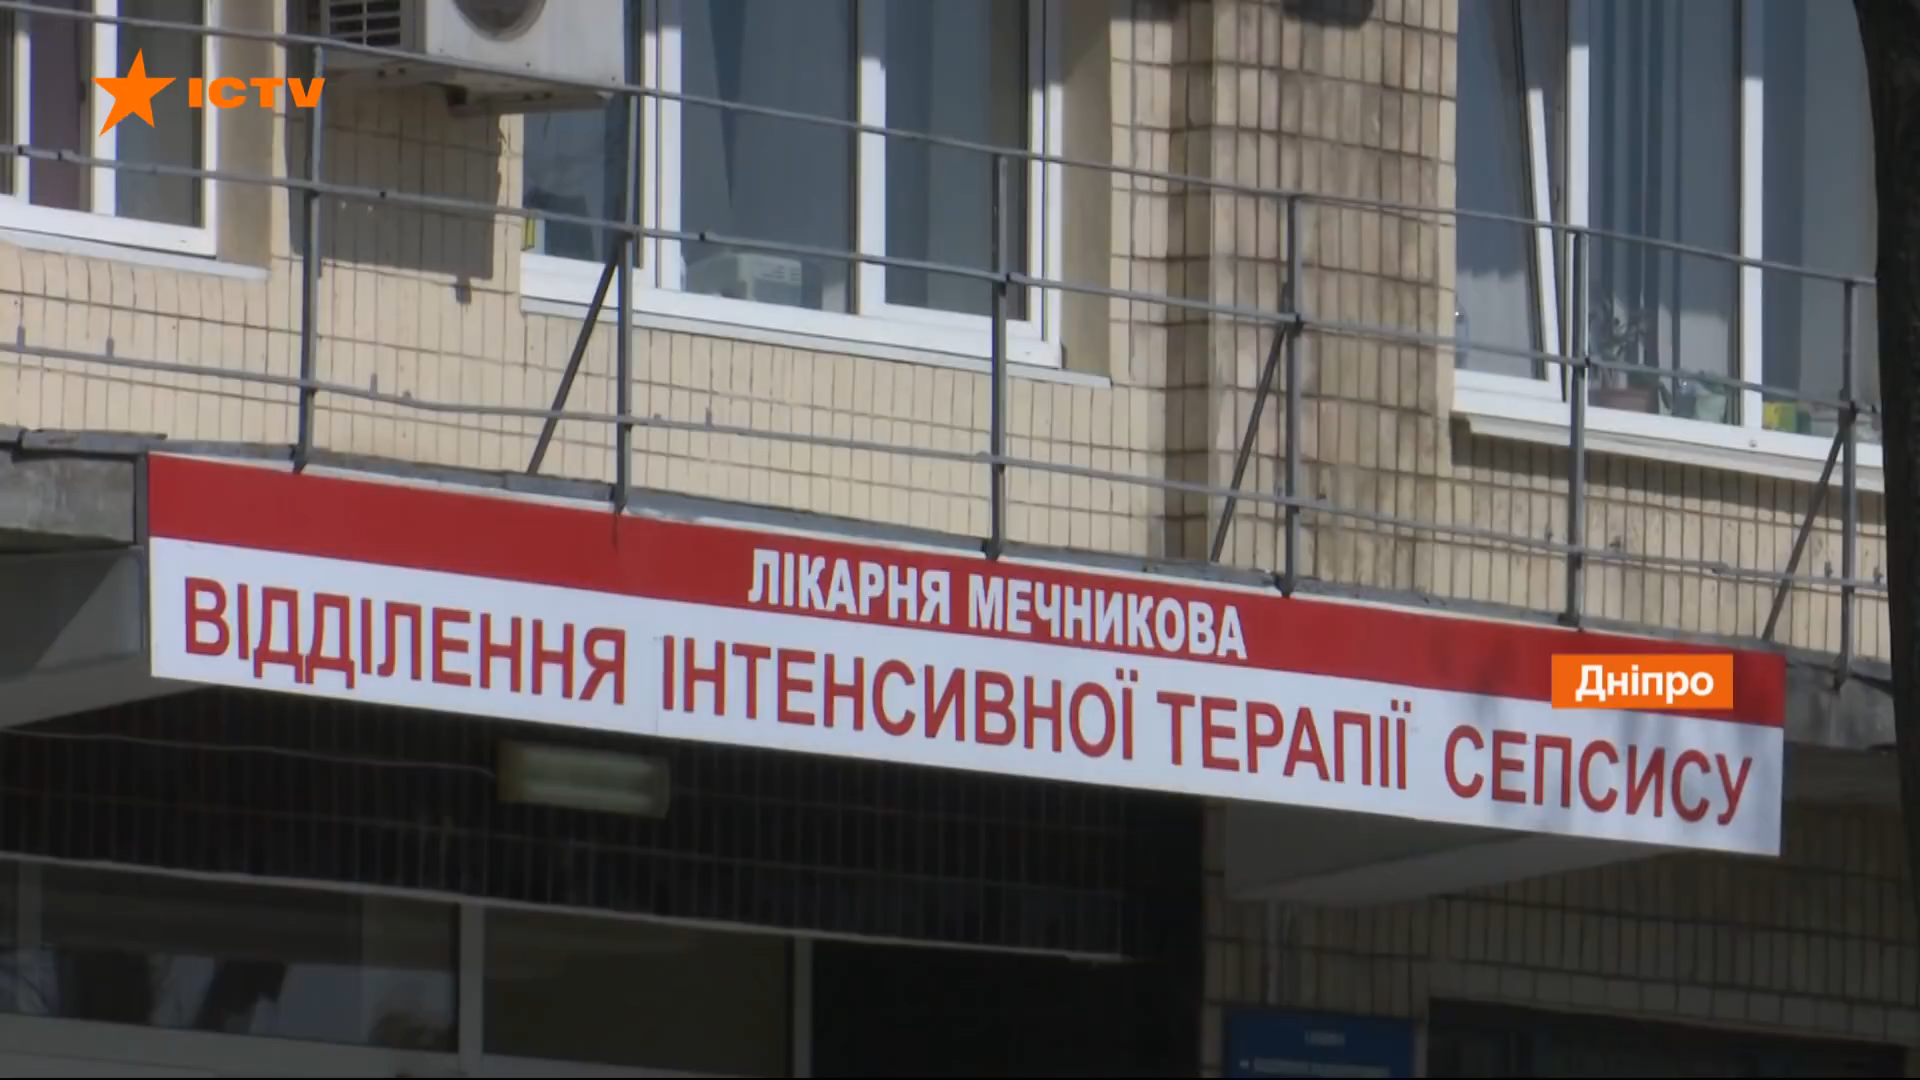 ICTV
ЛІКАРНЯ МЕЧНИКОВА
ВІДДІЛЕННЯ ІНТЕНСИВНОЇ ТЕРАПІЇ СЕПСИСУ
Дніпро